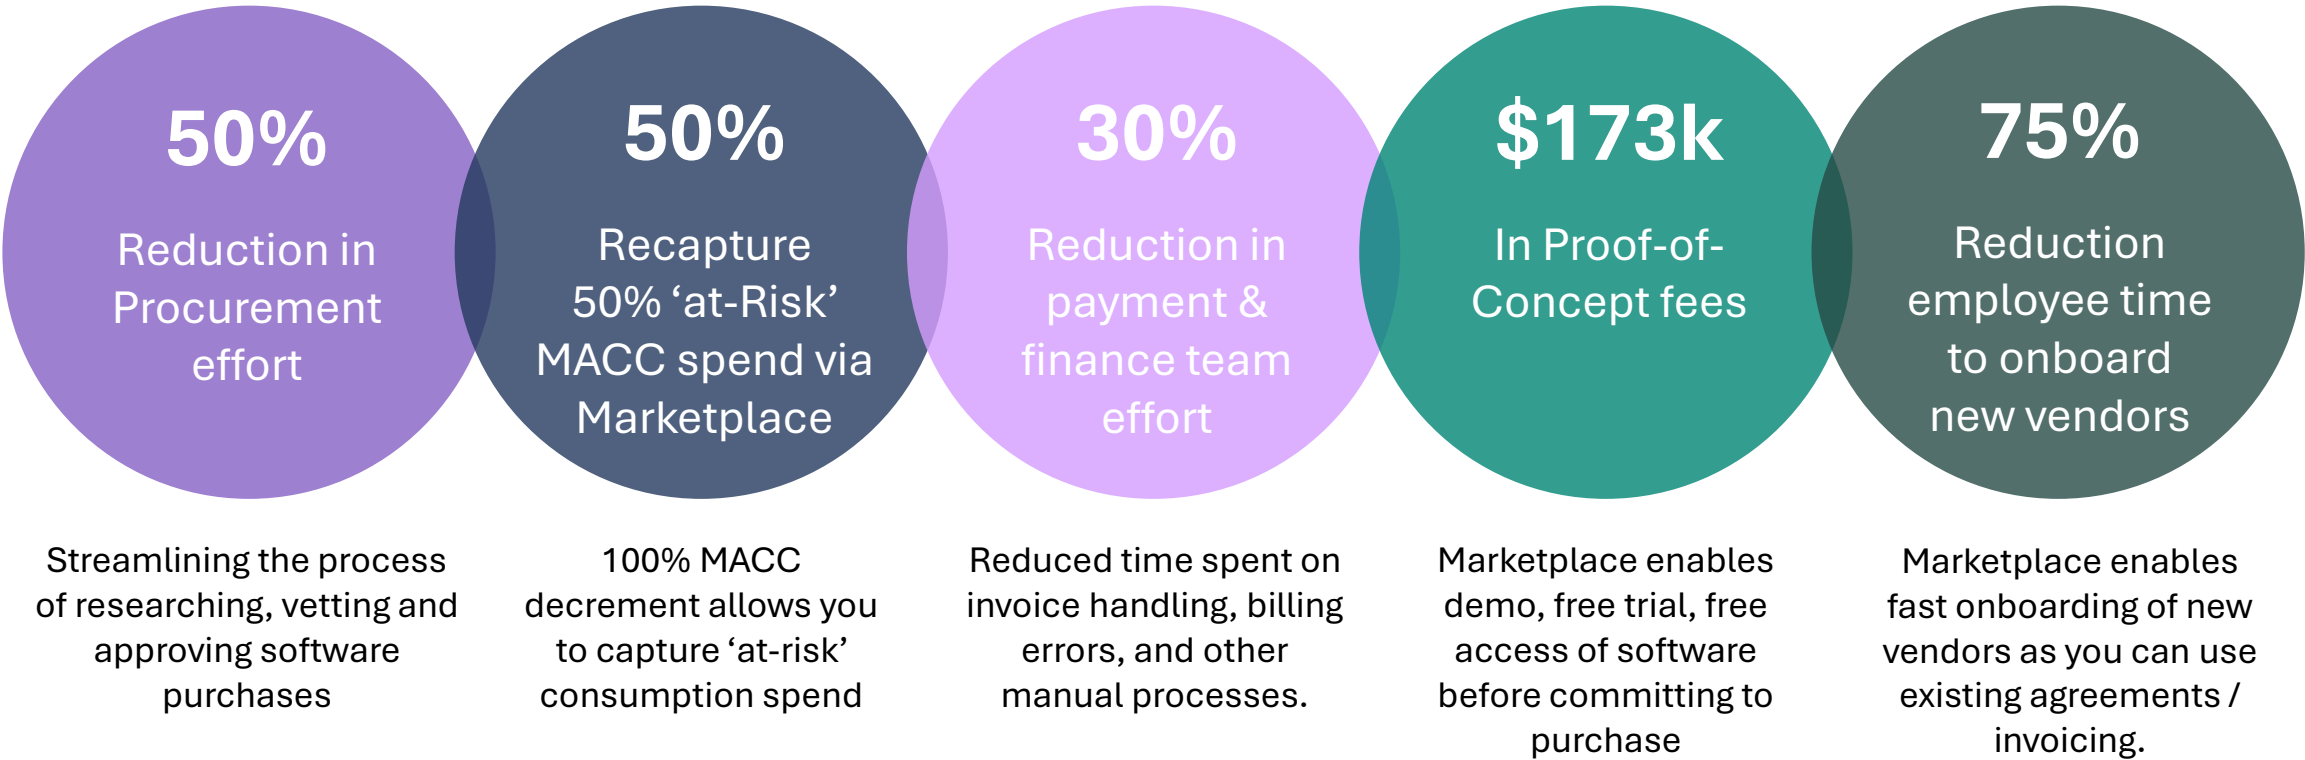 50%
Reduction in
Procurement
effort
50%
Recapture
50% ‘at-Risk’
MACC spend via
Marketplace
30%
Reduction in
payment &
finance team
effort
$173k
In Proof-of-
Concept fees
75%
Reduction
employee time
to onboard
new vendors
Streamlining the process
of researching, vetting and
approving software
purchases
100% MACC
decrement allows you
to capture ‘at-risk’
consumption spend
Reduced time spent on
invoice handling, billing
errors, and other
manual processes.
Marketplace enables
demo, free trial, free
access of software
before committing to
purchase
Marketplace enables
fast onboarding of new
vendors as you can use
existing agreements /
invoicing.